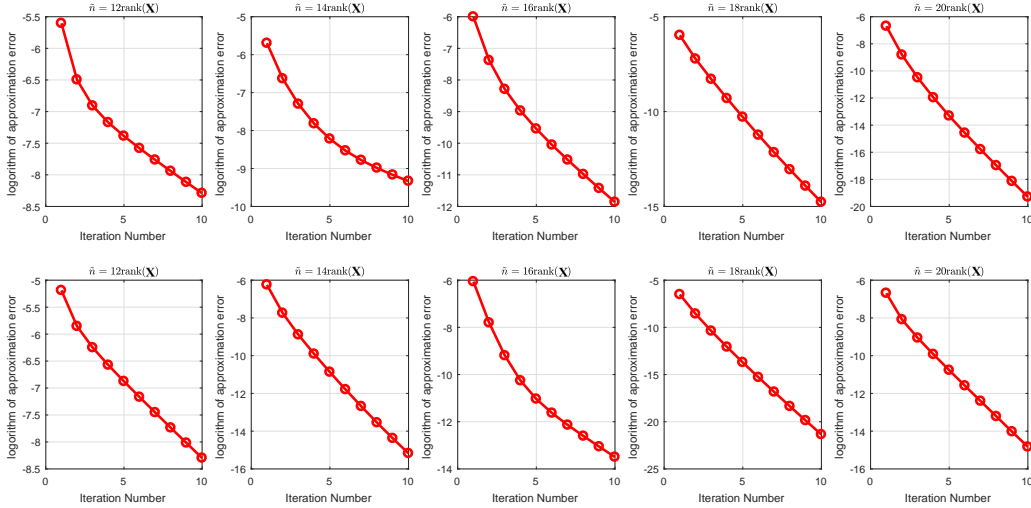 ñ = 12rank(X)
logorithm of approximation error
-5.5
-6
-6.5
-7
-7.5
-8
-8.5
0 5 10
Iteration Number
ñ = 14rank(X)
logorithm of approximation error
-5
-6
-7
-8
-9
-10
0 5 10
Iteration Number
ñ = 16rank(X)
logorithm of approximation error
-6
-7
-8
-9
-10
-11
-12
0 5 10
Iteration Number
ñ = 18rank(X)
logorithm of approximation error
-5
-10
-15
0 5 10
Iteration Number
ñ = 20rank(X)
logorithm of approximation error
-6
-8
-10
-12
-14
-16
-18
-20
0 5 10
Iteration Number
ñ = 12rank(X)
logorithm of approximation error
-5
-5.5
-6
-6.5
-7
-7.5
-8
-8.5
0 5 10
Iteration Number
ñ = 14rank(X)
logorithm of approximation error
-6
-8
-10
-12
-14
-16
0 5 10
Iteration Number
ñ = 16rank(X)
logorithm of approximation error
-6
-8
-10
-12
-14
0 5 10
Iteration Number
ñ = 18rank(X)
logorithm of approximation error
-5
-10
-15
-20
-25
0 5 10
Iteration Number
ñ = 20rank(X)
logorithm of approximation error
-6
-8
-10
-12
-14
-16
0 5 10
Iteration Number